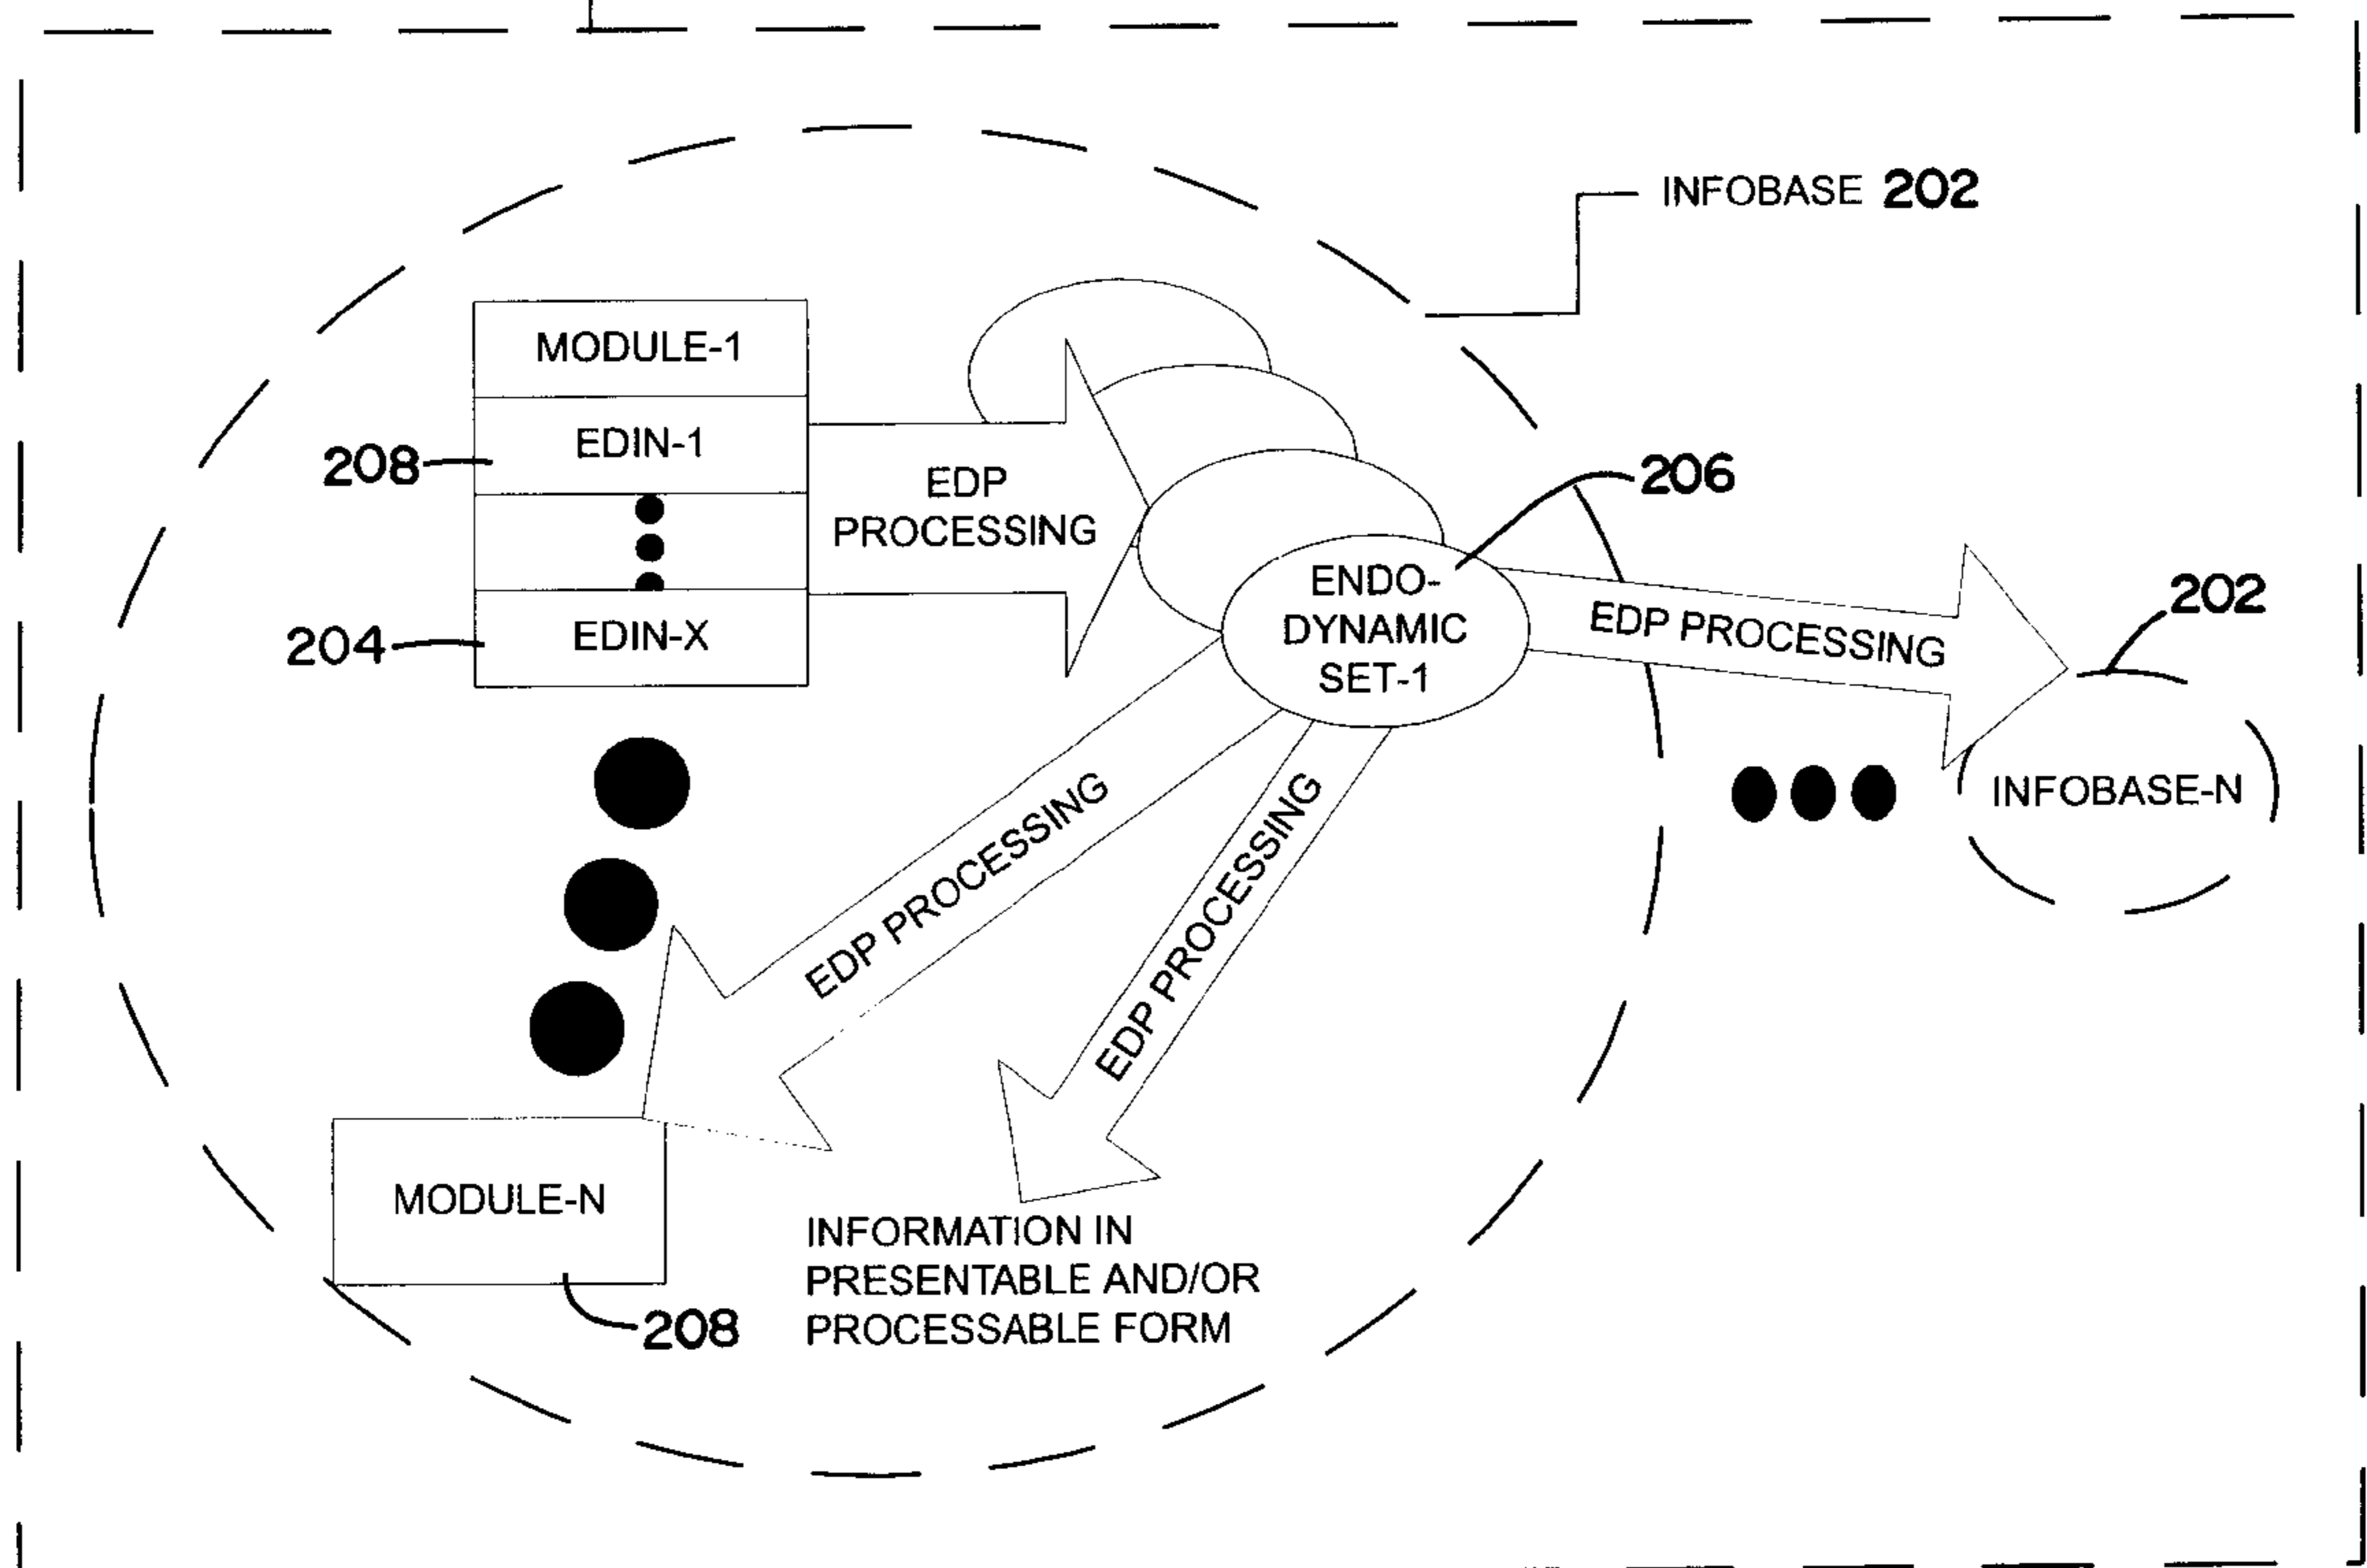 INFOBASE 202
MODULE-1
208
EDIN-1
EDP
PROCESSING
206
204
EDIN-X
ENDO-
DYNAMIC
SET-1
EDP PROCESSING
202
INFOBASE-N
EDP PROCESSING
EDP PROCESSING
MODULE-N
208
INFORMATION IN
PRESENTABLE AND/OR
PROCESSABLE FORM